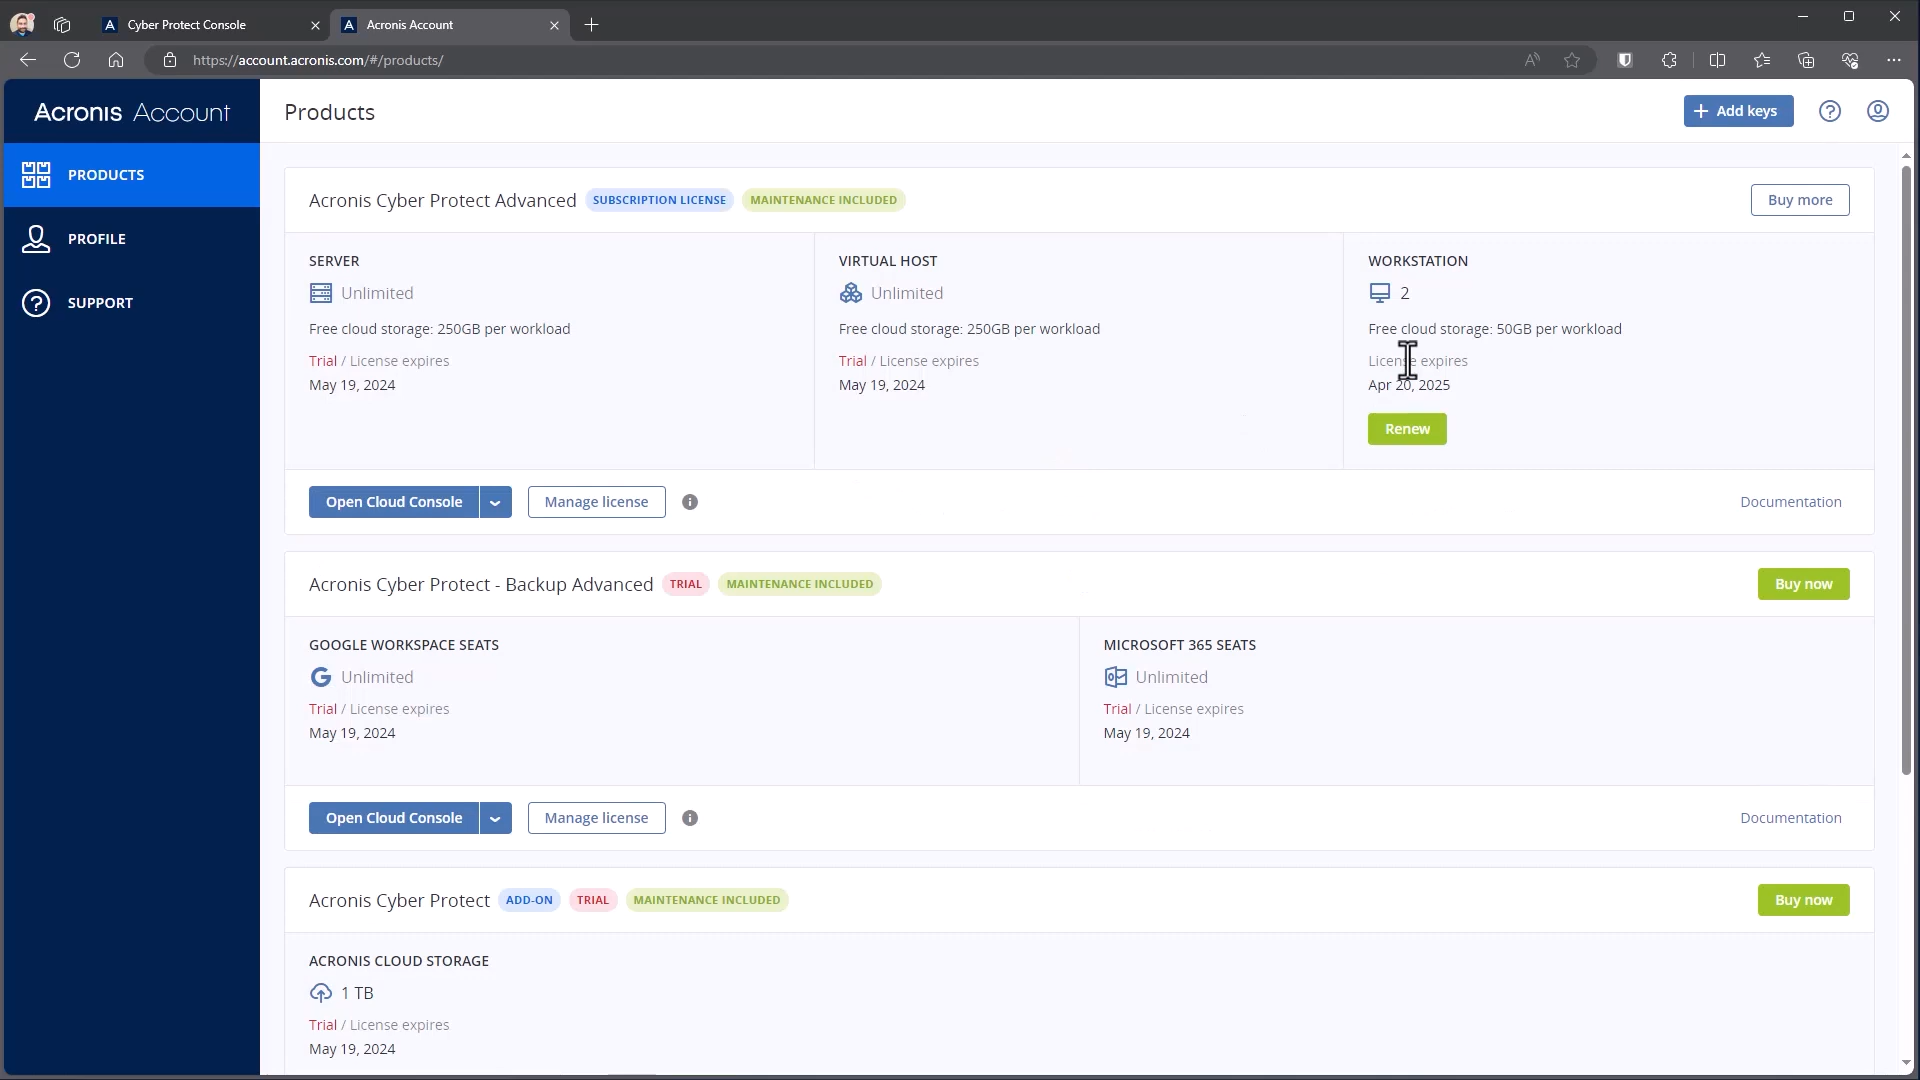 Cyber Protect Console
Acronis Account
https://account.acronis.com/#/products/
Acronis Account
Products
Add keys
PRODUCTS
PROFILE
SUPPORT
Acronis Cyber Protect Advanced SUBSCRIPTION LICENSE MAINTENANCE INCLUDED
Buy more
SERVER
Unlimited
Free cloud storage: 250GB per workload
Trial / License expires
May 19, 2024
VIRTUAL HOST
Unlimited
Free cloud storage: 250GB per workload
Trial / License expires
May 19, 2024
WORKSTATION
2
Free cloud storage: 50GB per workload
License expires
Apr 20, 2025
Renew
Open Cloud Console
Manage license
Documentation
Acronis Cyber Protect - Backup Advanced TRIAL MAINTENANCE INCLUDED
Buy now
GOOGLE WORKSPACE SEATS
Unlimited
Trial / License expires
May 19, 2024
MICROSOFT 365 SEATS
Unlimited
Trial / License expires
May 19, 2024
Open Cloud Console
Manage license
Documentation
Acronis Cyber Protect ADD-ON TRIAL MAINTENANCE INCLUDED
Buy now
ACRONIS CLOUD STORAGE
1 TB
Trial / License expires
May 19, 2024